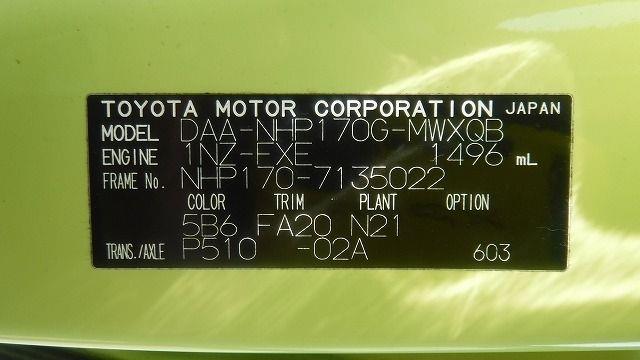 TOYOTA MOTOR CORPORATION JAPAN
MODEL DAA-NHP170G-MWXQB
ENGINE 1NZ-EXE 1496 mL
FRAME No. NHP170-7135022
COLOR TRIM PLANT OPTION
5B6 FA20 N21
TRANS./AXLE P510 -02A 603